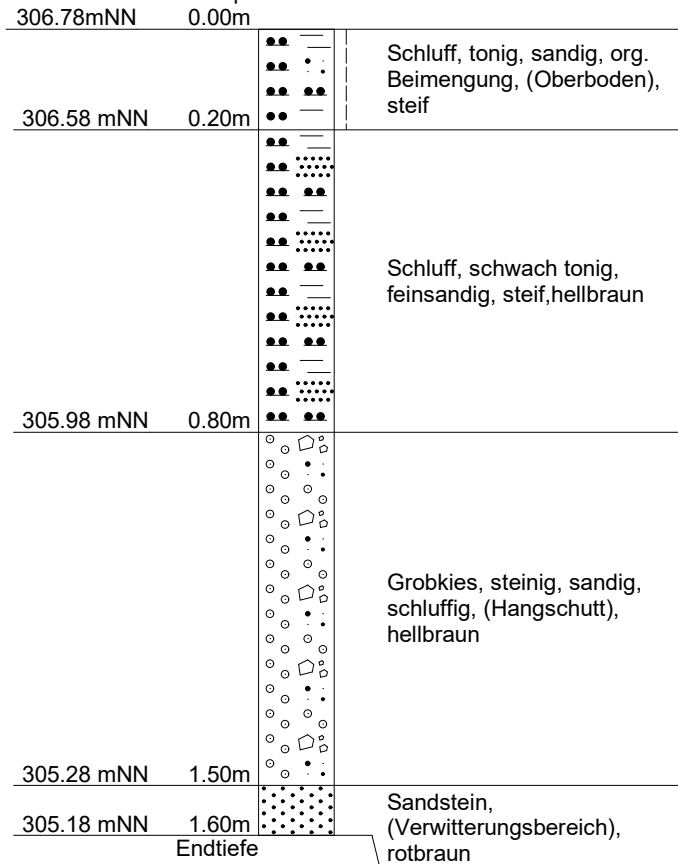 306.78mNN 0.00m
Schluff, tonig, sandig, org.
Beimengung, (Oberboden),
steif
306.58 mNN 0.20m
Schluff, schwach tonig,
feinsandig, steif,hellbraun
305.98 mNN 0.80m
Grobkies, steinig, sandig,
schluffig, (Hangschutt),
hellbraun
305.28 mNN 1.50m
Sandstein,
(Verwitterungsbereich),
rotbraun
305.18 mNN 1.60m
Endtiefe